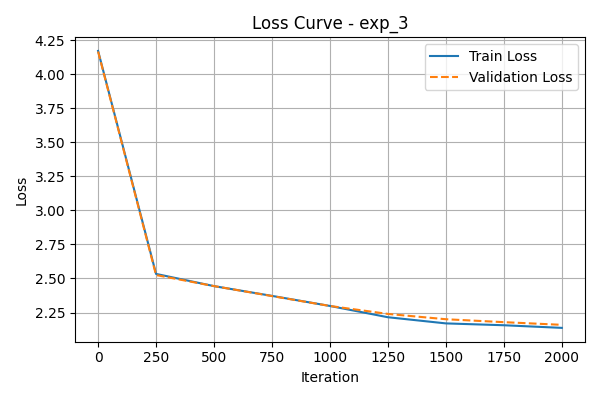 Loss Curve - exp_3
Train Loss
Validation Loss
Loss
4.25
4.00
3.75
3.50
3.25
3.00
2.75
2.50
2.25
0 250 500 750 1000 1250 1500 1750 2000
Iteration